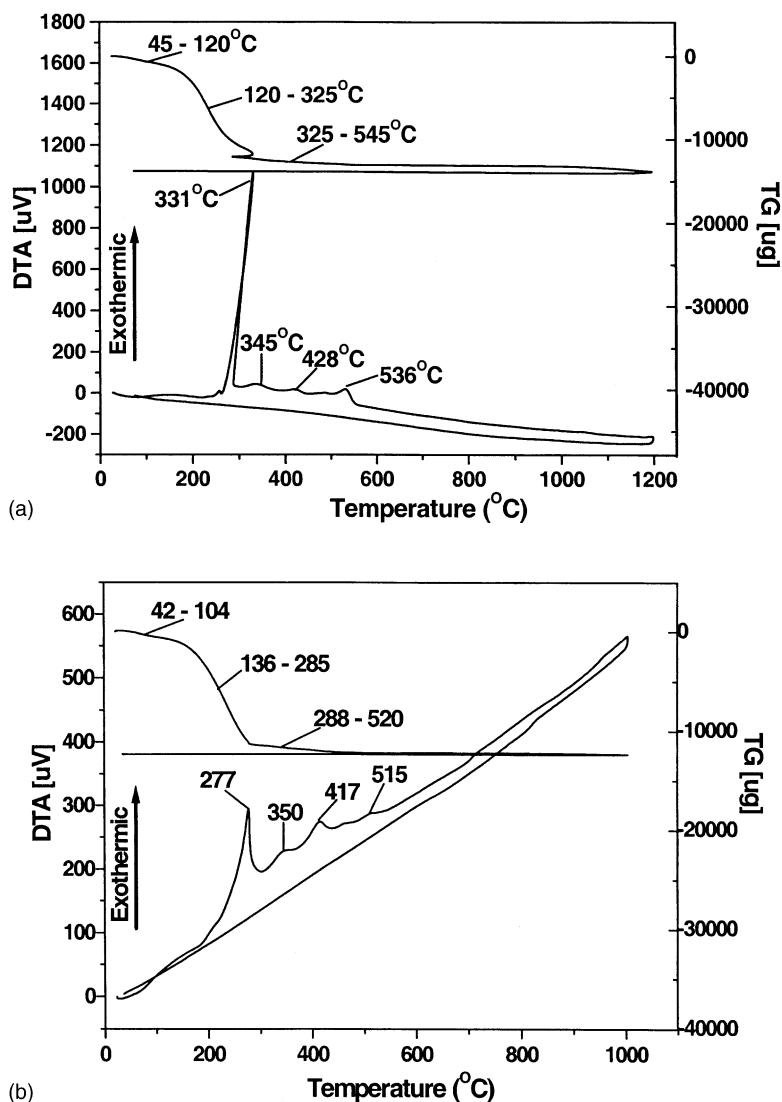 1800
1600
1400
1200
1000
800
600
400
200
0
-200
DTA [uV]
Exothermic
45 - 120°C
120 - 325°C
325 - 545°C
331°C
345°C
428°C
536°C
0
-10000
-20000
-30000
-40000
TG [ug]
0 200 400 600 800 1000 1200
Temperature (°C)
(a)
600
500
400
300
200
100
0
DTA [uV]
Exothermic
42 - 104
136 - 285
288 - 520
277
350
417
515
0
-10000
-20000
-30000
-40000
TG [ug]
0 200 400 600 800 1000
Temperature (°C)
(b)